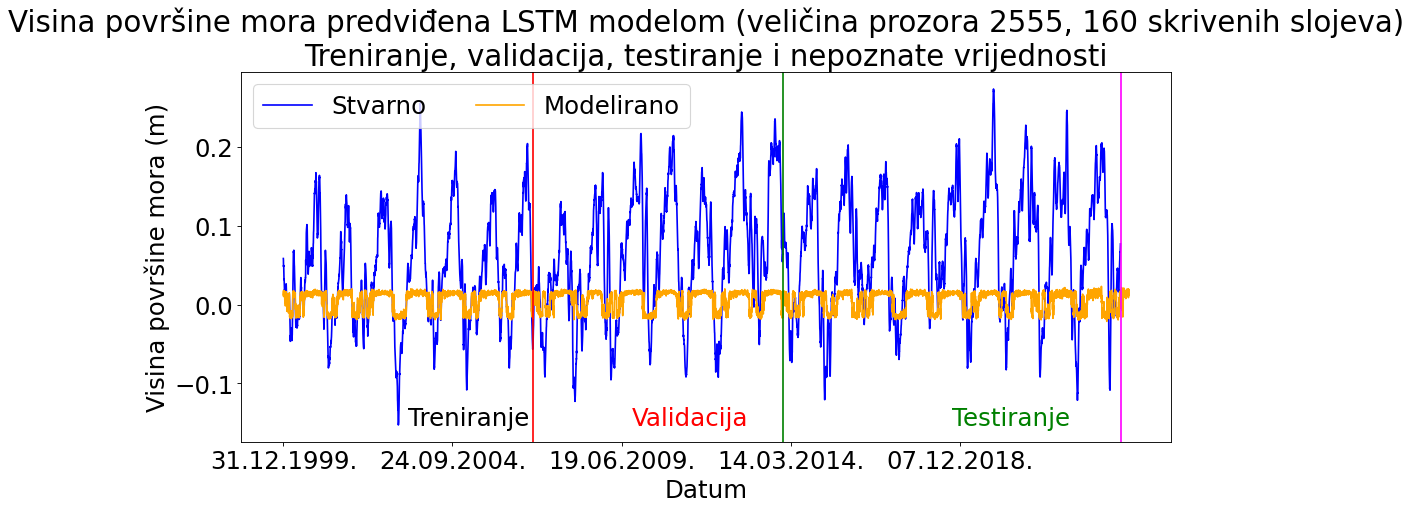 Visina površine mora predviđena LSTM modelom (veličina prozora 2555, 160 skrivenih slojeva)
Treniranje, validacija, testiranje i nepoznate vrijednosti
Stvarno Modelirano
Visina površine mora (m)
0.2
0.1
0.0
−0.1
Treniranje Validacija Testiranje
31.12.1999. 24.09.2004. 19.06.2009. 14.03.2014. 07.12.2018.
Datum